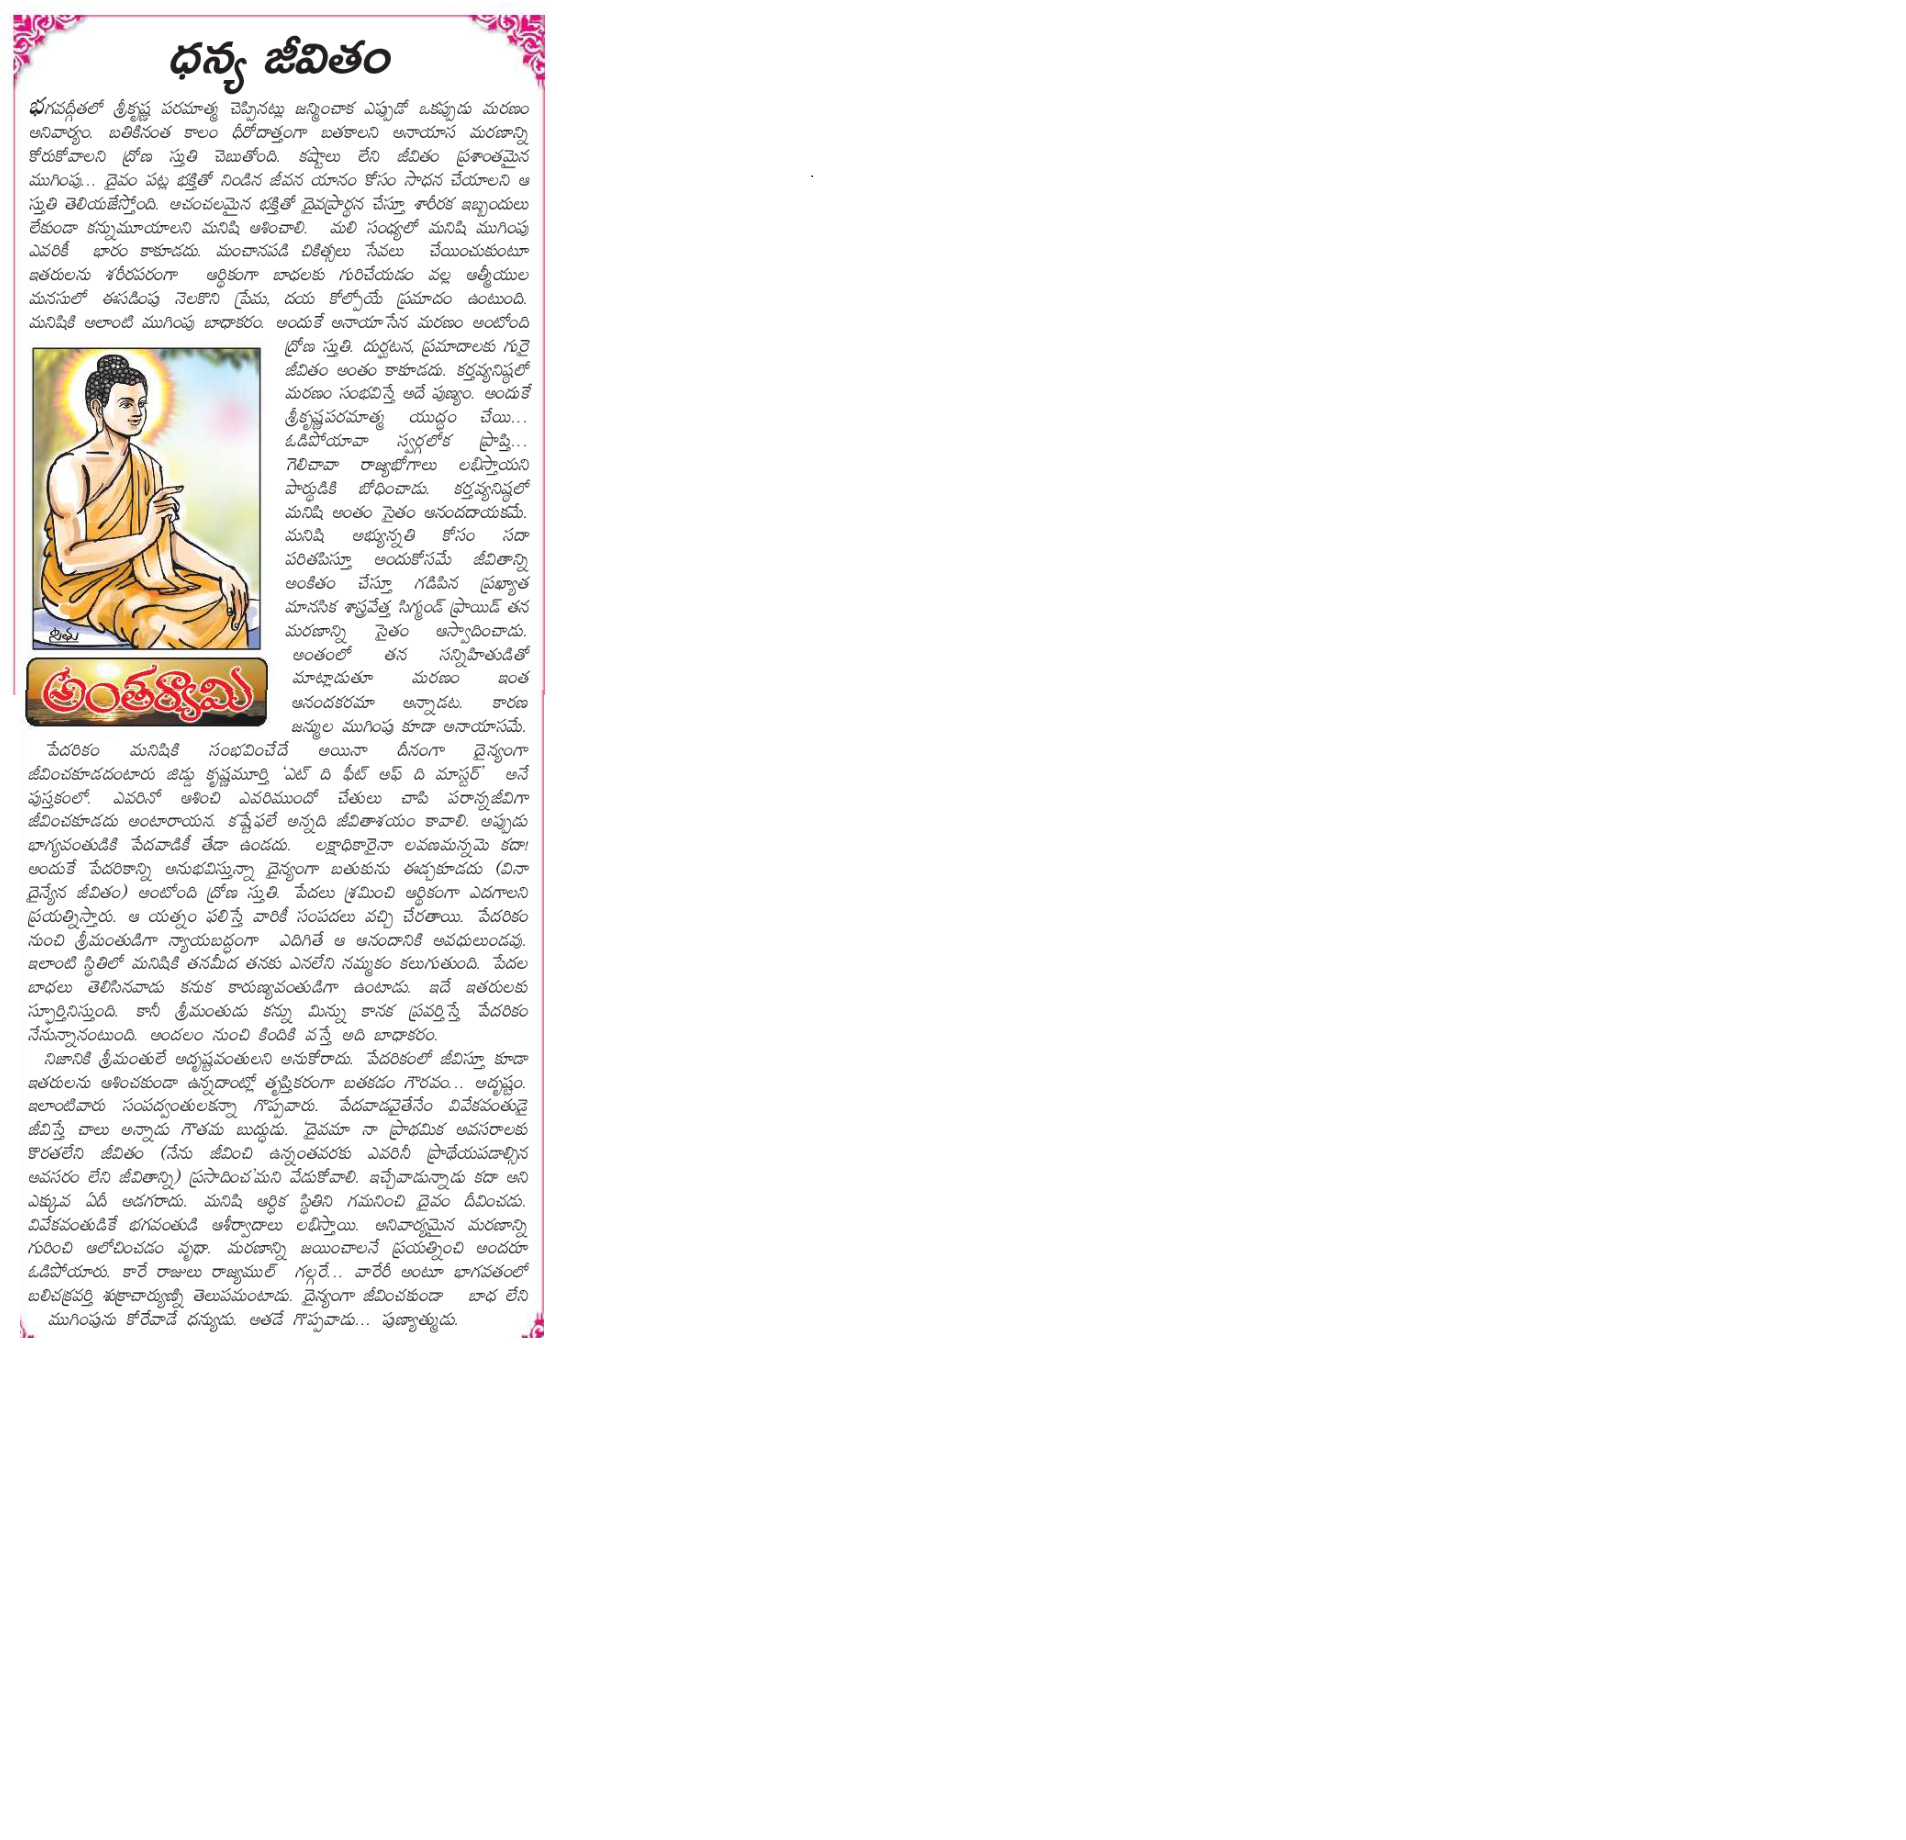 ధన్య జీవితం
భగవద్గీతలో శ్రీకృష్ణ పరమాత్మ చెప్పినట్లు జన్మించాక ఎప్పుడో ఒకప్పుడు మరణం
అనివార్యం. బతికినంత కాలం ధీరోదాత్తంగా బతకాలని అనాయాస మరణాన్ని
కోరుకోవాలని ద్రోణ స్తుతి చెబుతోంది. కష్టాలు లేని జీవితం ప్రశాంతమైన
ముగింపు... దైవం పట్ల భక్తితో నిండిన జీవన యానం కోసం సాధన చేయాలని ఆ
స్తుతి తెలియజేస్తోంది. అచంచలమైన భక్తితో దైవప్రార్థన చేస్తూ శారీరక ఇబ్బందులు
లేకుండా కన్నుమూయాలని మనిషి ఆశించాలి. మలి సంధ్యలో మనిషి ముగింపు
ఎవరికీ భారం కాకూడదు. మంచానపడి చికిత్సలు సేవలు చేయించుకుంటూ
ఇతరులను శరీరపరంగా ఆర్థికంగా బాధలకు గురిచేయడం వల్ల ఆత్మీయుల
మనసులో ఈసడింపు నెలకొని ప్రేమ, దయ కోల్పోయే ప్రమాదం ఉంటుంది.
మనిషికి అలాంటి ముగింపు బాధాకరం. అందుకే అనాయాసేన మరణం అంటోంది
ద్రోణ స్తుతి. దుర్ఘటన, ప్రమాదాలకు గురై
జీవితం అంతం కాకూడదు. కర్తవ్యనిష్ఠలో
మరణం సంభవిస్తే అదే పుణ్యం. అందుకే
శ్రీకృష్ణపరమాత్మ యుద్ధం చేయి...
ఓడిపోయావా స్వర్గలోక ప్రాప్తి...
గెలిచావా రాజ్యభోగాలు లభిస్తాయని
పార్థుడికి బోధించాడు. కర్తవ్యనిష్ఠలో
మనిషి అంతం సైతం ఆనందదాయకమే.
మనిషి అభ్యున్నతి కోసం సదా
పరితపిస్తూ అందుకోసమే జీవితాన్ని
అంకితం చేస్తూ గడిపిన ప్రఖ్యాత
మానసిక శాస్త్రవేత్త సిగ్మండ్ ఫ్రాయిడ్ తన
మరణాన్ని సైతం ఆస్వాదించాడు.
అంతంలో తన సన్నిహితుడితో
మాట్లాడుతూ మరణం ఇంత
ఆనందకరమా అన్నాడట. కారణ
జన్ముల ముగింపు కూడా అనాయాసమే.
అంతర్యామి
పేదరికం మనిషికి సంభవించేదే అయినా దీనంగా దైన్యంగా
జీవించకూడదంటారు జిడ్డు కృష్ణమూర్తి ‘ఎట్ ది ఫీట్ ఆఫ్ ది మాస్టర్’ అనే
పుస్తకంలో. ఎవరినో ఆశించి ఎవరిముందో చేతులు చాపి పరాన్నజీవిగా
జీవించకూడదు అంటారాయన. కష్టేఫలే అన్నది జీవితాశయం కావాలి. అప్పుడు
భాగ్యవంతుడికి పేదవాడికీ తేడా ఉండదు. లక్షాధికారైనా లవణమన్నమె కదా!
అందుకే పేదరికాన్ని అనుభవిస్తున్నా దైన్యంగా బతుకును ఈడ్చకూడదు (వినా
దైన్యేన జీవితం) అంటోంది ద్రోణ స్తుతి. పేదలు శ్రమించి ఆర్థికంగా ఎదగాలని
ప్రయత్నిస్తారు. ఆ యత్నం ఫలిస్తే వారికీ సంపదలు వచ్చి చేరతాయి. పేదరికం
నుంచి శ్రీమంతుడిగా న్యాయబద్ధంగా ఎదిగితే ఆ ఆనందానికి అవధులుండవు.
ఇలాంటి స్థితిలో మనిషికి తనమీద తనకు ఎనలేని నమ్మకం కలుగుతుంది. పేదల
బాధలు తెలిసినవాడు కనుక కారుణ్యవంతుడిగా ఉంటాడు. ఇదే ఇతరులకు
స్ఫూర్తినిస్తుంది. కానీ శ్రీమంతుడు కన్ను మిన్ను కానక ప్రవర్తిస్తే పేదరికం
నేనున్నానంటుంది. అందలం నుంచి కిందికి వస్తే అది బాధాకరం.
నిజానికి శ్రీమంతులే అదృష్టవంతులని అనుకోరాదు. పేదరికంలో జీవిస్తూ కూడా
ఇతరులను ఆశించకుండా ఉన్నదాంట్లో తృప్తికరంగా బతకడం గౌరవం... అదృష్టం.
ఇలాంటివారు సంపద్వంతులకన్నా గొప్పవారు. పేదవాడవైతేనేం వివేకవంతుడై
జీవిస్తే చాలు అన్నాడు గౌతమ బుద్ధుడు. ‘దైవమా నా ప్రాథమిక అవసరాలకు
కొరతలేని జీవితం (నేను జీవించి ఉన్నంతవరకు ఎవరినీ ప్రాథేయపడాల్సిన
అవసరం లేని జీవితాన్ని) ప్రసాదించ’మని వేడుకోవాలి. ఇచ్చేవాడున్నాడు కదా అని
ఎక్కువ ఏదీ అడగరాదు. మనిషి ఆర్థిక స్థితిని గమనించి దైవం దీవించడు.
వివేకవంతుడికే భగవంతుడి ఆశీర్వాదాలు లభిస్తాయి. అనివార్యమైన మరణాన్ని
గురించి ఆలోచించడం వృథా. మరణాన్ని జయించాలనే ప్రయత్నించి అందరూ
ఓడిపోయారు. కారే రాజులు రాజ్యముల్ గల్గరే... వారేరీ అంటూ భాగవతంలో
బలిచక్రవర్తి శుక్రాచార్యుణ్ని తెలుపమంటాడు. దైన్యంగా జీవించకుండా బాధ లేని
ముగింపును కోరేవాడే ధన్యుడు. అతడే గొప్పవాడు... పుణ్యాత్ముడు.